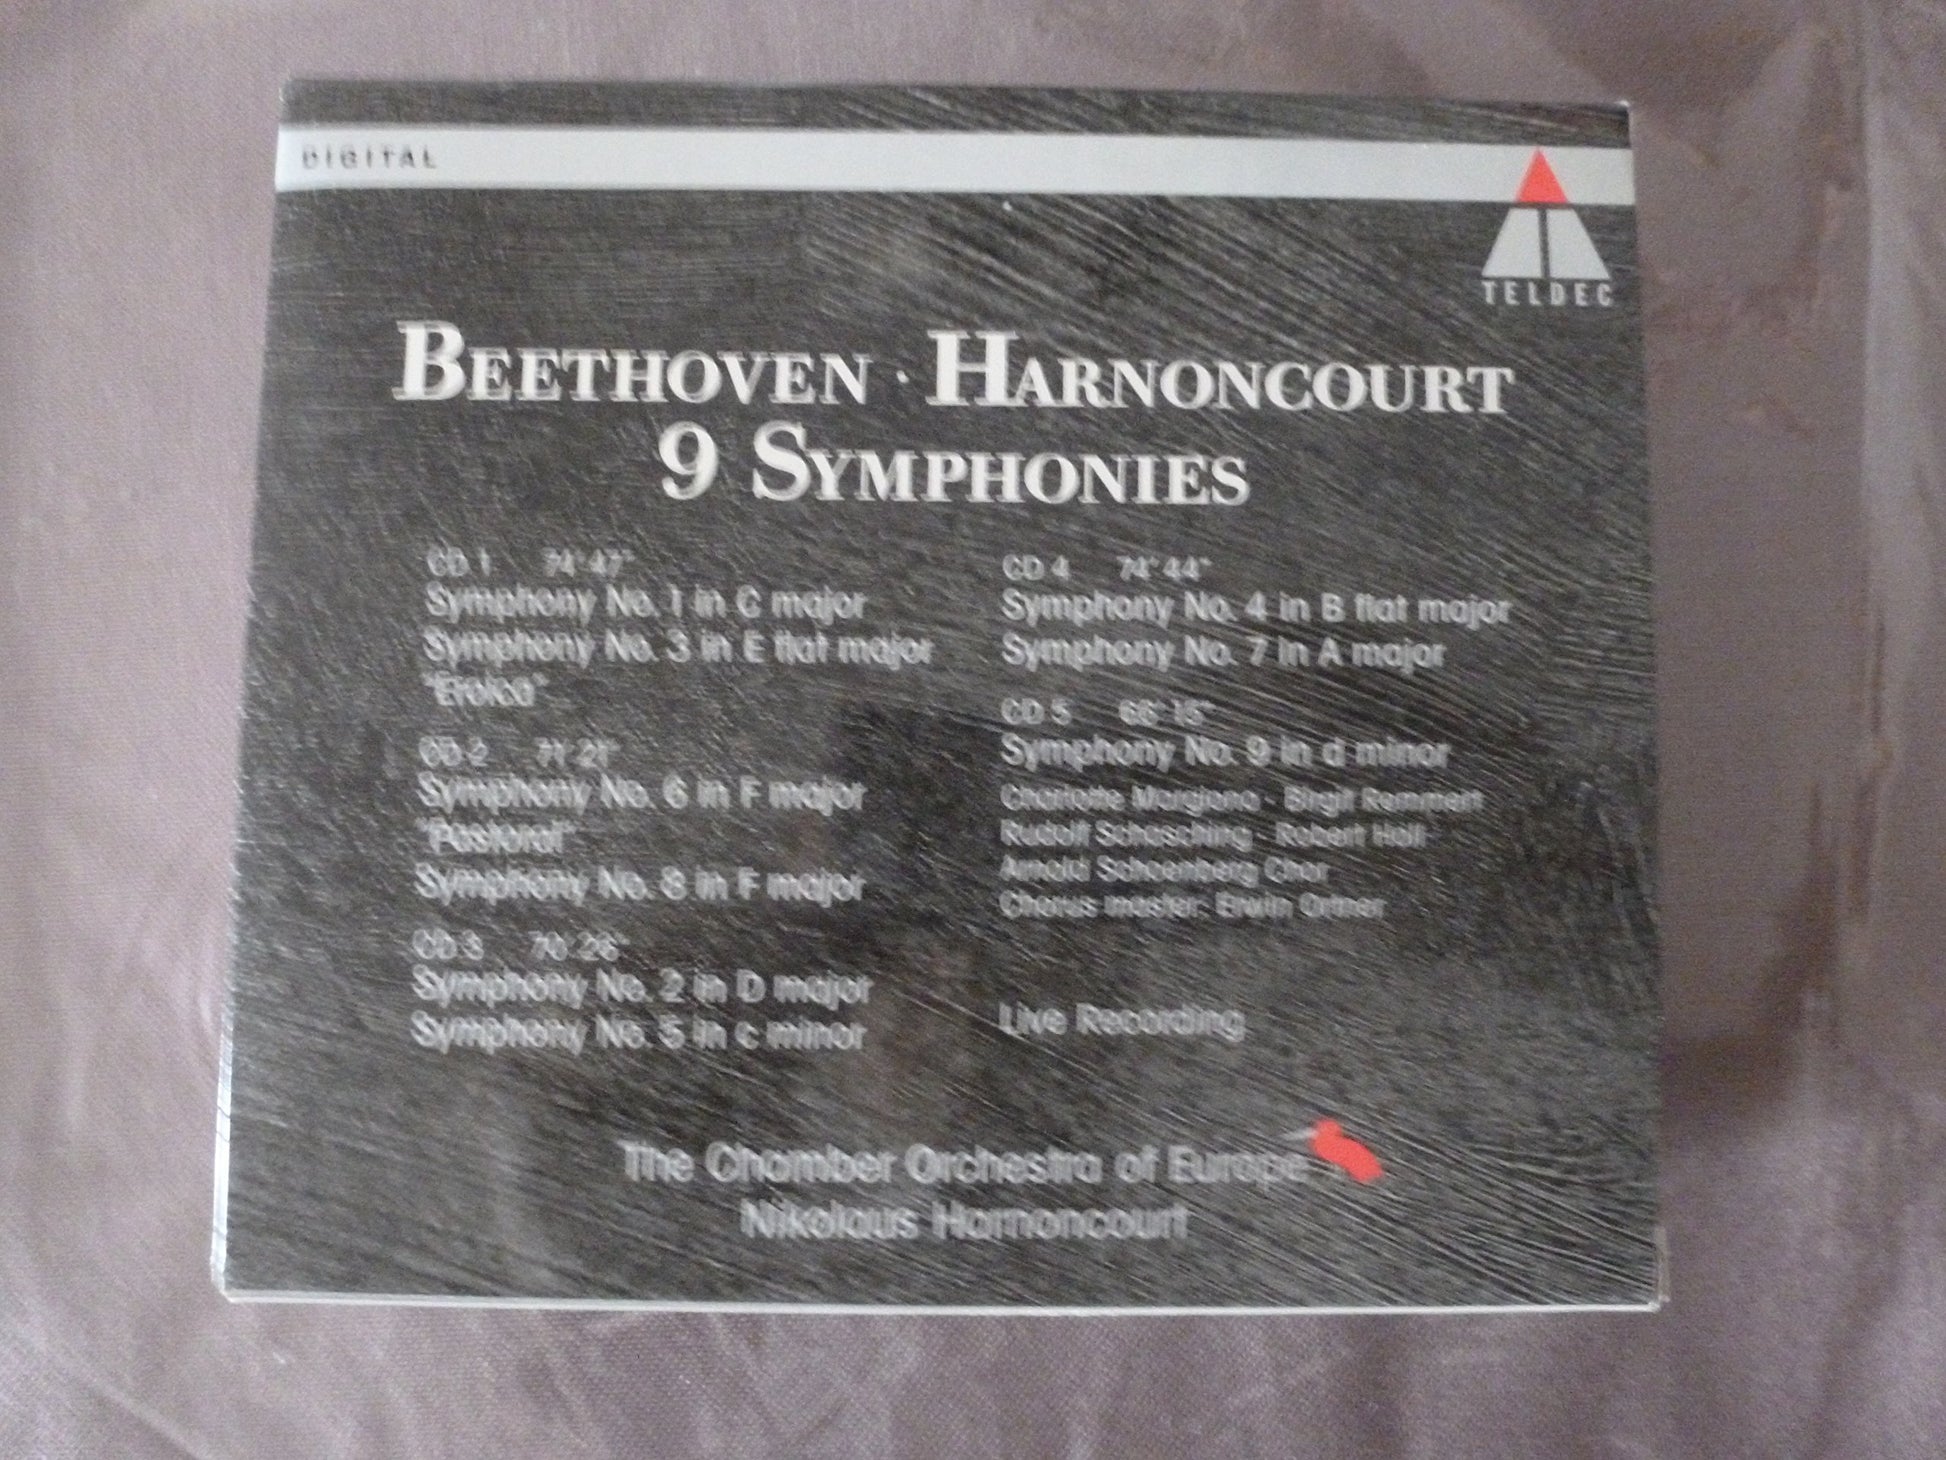 DIGITAL
TELDEC
BEETHOVEN · HARNONCOURT
9 SYMPHONIES
CD 1 74'47"
Symphony No. 1 in C major
Symphony No. 3 in E flat major
"Eroica"
CD 2 71'21"
Symphony No. 6 in F major
"Pastoral"
Symphony No. 8 in F major
CD 3 70'26"
Symphony No. 2 in D major
Symphony No. 5 in c minor
CD 4 74'44"
Symphony No. 4 in B flat major
Symphony No. 7 in A major
CD 5 66'15"
Symphony No. 9 in d minor
Charlotte Margiono · Birgit Remmert
Rudolf Schasching · Robert Holl
Arnold Schoenberg Chor
Chorus master: Erwin Ortner
Live Recording
The Chamber Orchestra of Europe
Nikolaus Harnoncourt